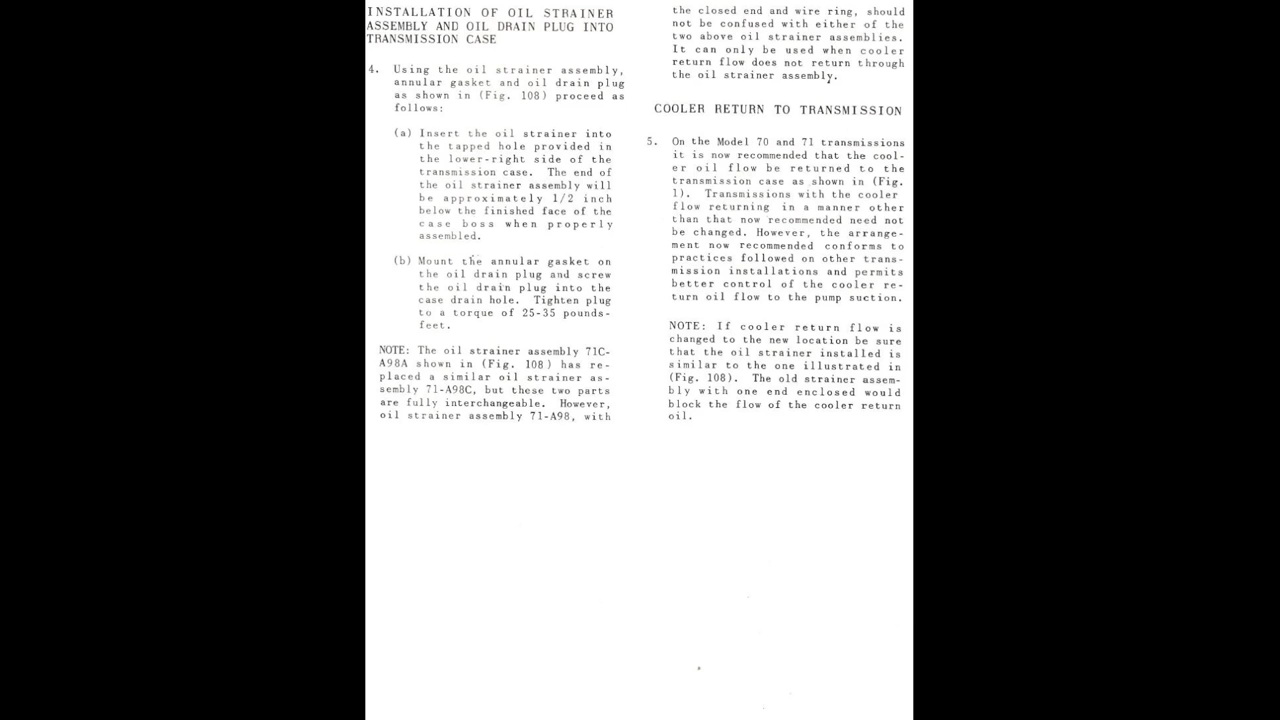 INSTALLATION OF OIL STRAINER
ASSEMBLY AND OIL DRAIN PLUG INTO
TRANSMISSION CASE
4. Using the oil strainer assembly,
annular gasket and oil drain plug
as shown in (Fig. 108) proceed as
follows:
(a) Insert the oil strainer into
the tapped hole provided in
the lower-right side of the
transmission case. The end of
the oil strainer assembly will
be approximately 1/2 inch
below the finished face of the
case boss when properly
assembled.
(b) Mount the annular gasket on
the oil drain plug and screw
the oil drain plug into the
case drain hole. Tighten plug
to a torque of 25-35 pounds-
feet.
NOTE: The oil strainer assembly 71C-
A98A shown in (Fig. 108) has re-
placed a similar oil strainer as-
sembly 71-A98C, but these two parts
are fully interchangeable. However,
oil strainer assembly 71-A98, with
the closed end and wire ring, should
not be confused with either of the
two above oil strainer assemblies.
It can only be used when cooler
return flow does not return through
the oil strainer assembly.
COOLER RETURN TO TRANSMISSION
5. On the Model 70 and 71 transmissions
it is now recommended that the cool-
er oil flow be returned to the
transmission case as shown in (Fig.
1). Transmissions with the cooler
flow returning in a manner other
than that now recommended need not
be changed. However, the arrange-
ment now recommended conforms to
practices followed on other trans-
mission installations and permits
better control of the cooler re-
turn oil flow to the pump suction.
NOTE: If cooler return flow is
changed to the new location be sure
that the oil strainer installed is
similar to the one illustrated in
(Fig. 108). The old strainer assem-
bly with one end enclosed would
block the flow of the cooler return
oil.